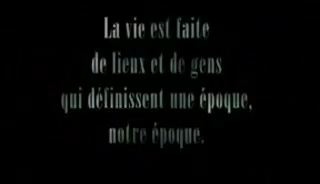 La vie est faite
de lieux et de gens
qui définissent une époque,
notre époque.